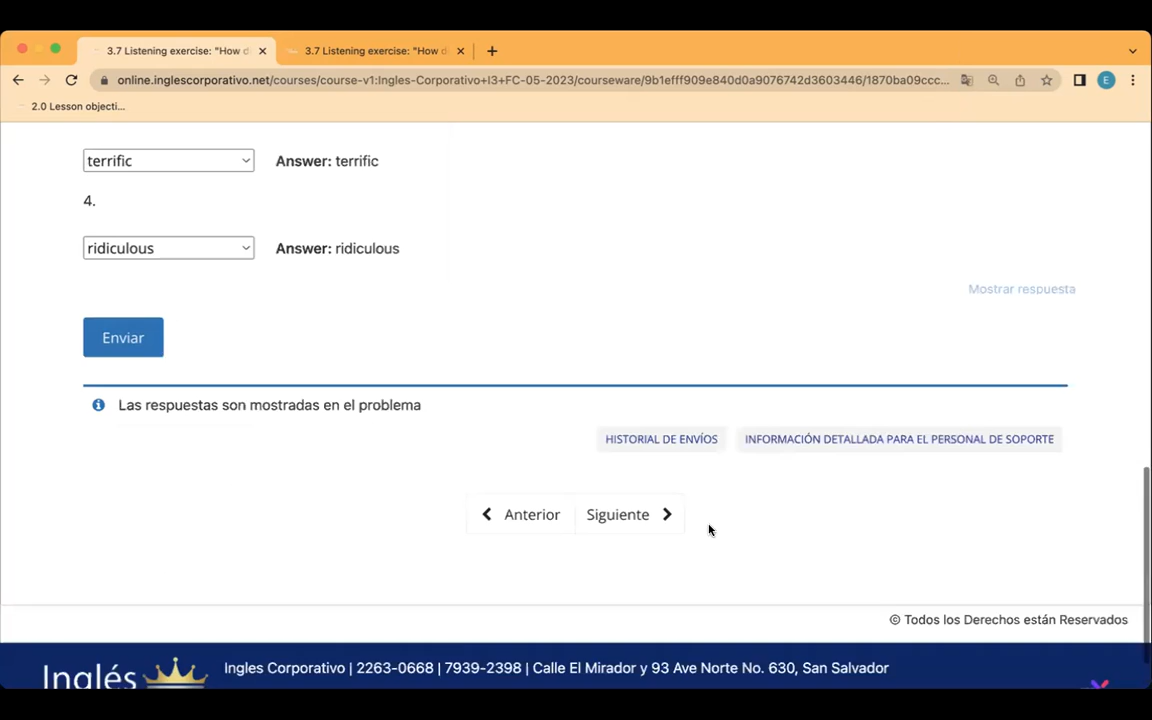 3.7 Listening exercise: "How d
3.7 Listening exercise: "How d
online.inglescorporativo.net/courses/course-v1:Ingles-Corporativo+I3+FC-05-2023/courseware/9b1efff909e840d0a9076742d3603446/1870ba09ccc...
E
2.0 Lesson objecti...
terrific Answer: terrific
4.
ridiculous Answer: ridiculous
Mostrar respuesta
Enviar
Las respuestas son mostradas en el problema
HISTORIAL DE ENVÍOS INFORMACIÓN DETALLADA PARA EL PERSONAL DE SOPORTE
Anterior Siguiente
© Todos los Derechos están Reservados
Inglés
Ingles Corporativo | 2263-0668 | 7939-2398 | Calle El Mirador y 93 Ave Norte No. 630, San Salvador